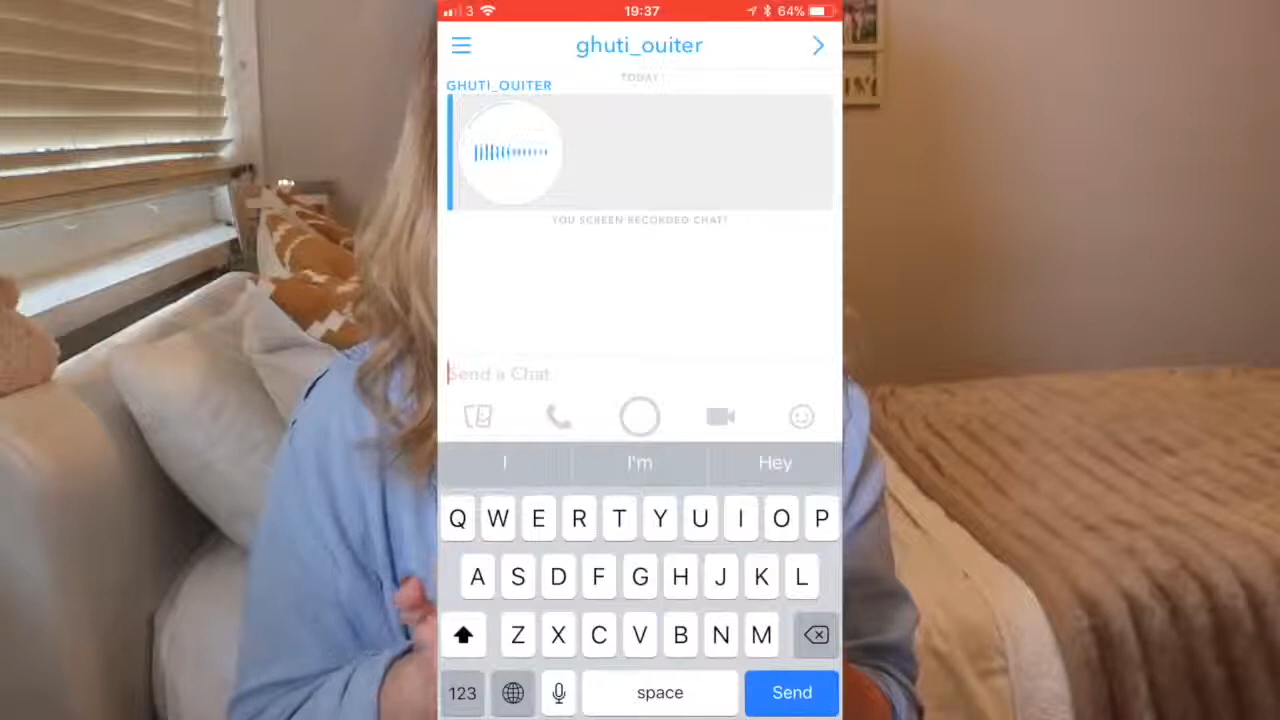 3 19:37 64%
ghuti_ouiter
TODAY
GHUTI_OUITER
YOU SCREEN RECORDED CHAT!
Send a Chat
I I'm Hey
Q W E R T Y U I O P
A S D F G H J K L
Z X C V B N M
123 space Send